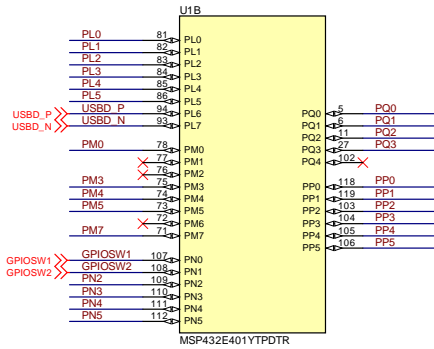 U1B
PL0 81 PL0
PL1 82 PL1
PL2 83 PL2
PL3 84 PL3
PL4 85 PL4
PL5 86 PL5
USBD_P USBD_P 94 PL6 PQ0 5 PQ0
USBD_N USBD_N 93 PL7 PQ1 6 PQ1
PQ2 11 PQ2
PM0 78 PM0 PQ3 27 PQ3
77 PM1 PQ4 102
76 PM2
PM3 75 PM3 PP0 118 PP0
PM4 74 PM4 PP1 119 PP1
PM5 73 PM5 PP2 103 PP2
72 PM6 PP3 104 PP3
PM7 71 PM7 PP4 105 PP4
PP5 106 PP5
GPIOSW1 GPIOSW1 107 PN0
GPIOSW2 GPIOSW2 108 PN1
PN2 109 PN2
PN3 110 PN3
PN4 111 PN4
PN5 112 PN5
MSP432E401YTPDTR